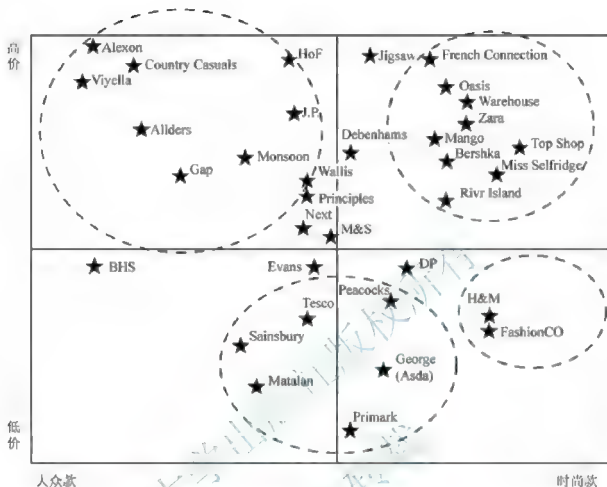 高价
Alexon
Country Casuals
Viyella
HoF
Jigsaw
French Connection
Oasis
Warehouse
Zara
Allders
J.P.
Debenhams
Mango
Top Shop
Bershka
Miss Selfridge
Gap
Monsoon
Wallis
Principles
Rivr Island
Next
M&S
BHS
Evans
DP
Peacocks
H&M
FashionCO
Tesco
Sainsbury
Matalan
George
(Asda)
Primark
低价
人众款
时尚款